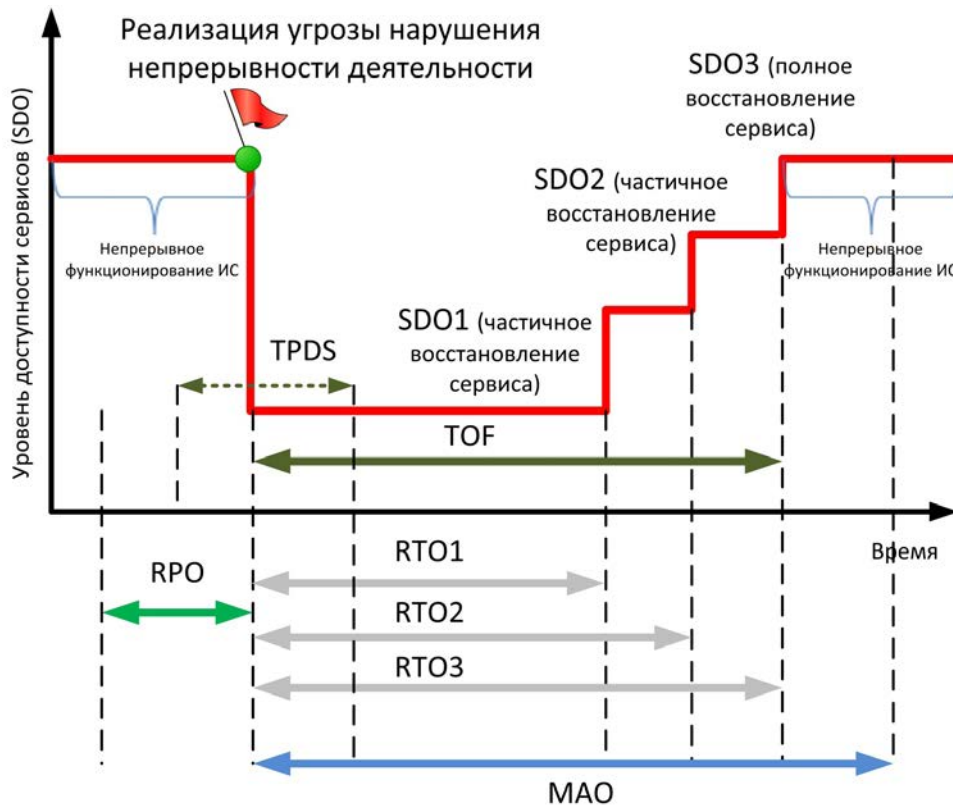 Реализация угрозы нарушения
непрерывности деятельности
Уровень доступности сервисов (SDO)
SDO3 (полное
восстановление
сервиса)
SDO2 (частичное
восстановление
сервиса)
Непрерывное
функционирование ИС
Непрерывное
функционирование ИС
SDO1 (частичное
восстановление
сервиса)
TPDS
TOF
Время
RPO
RTO1
RTO2
RTO3
MAO